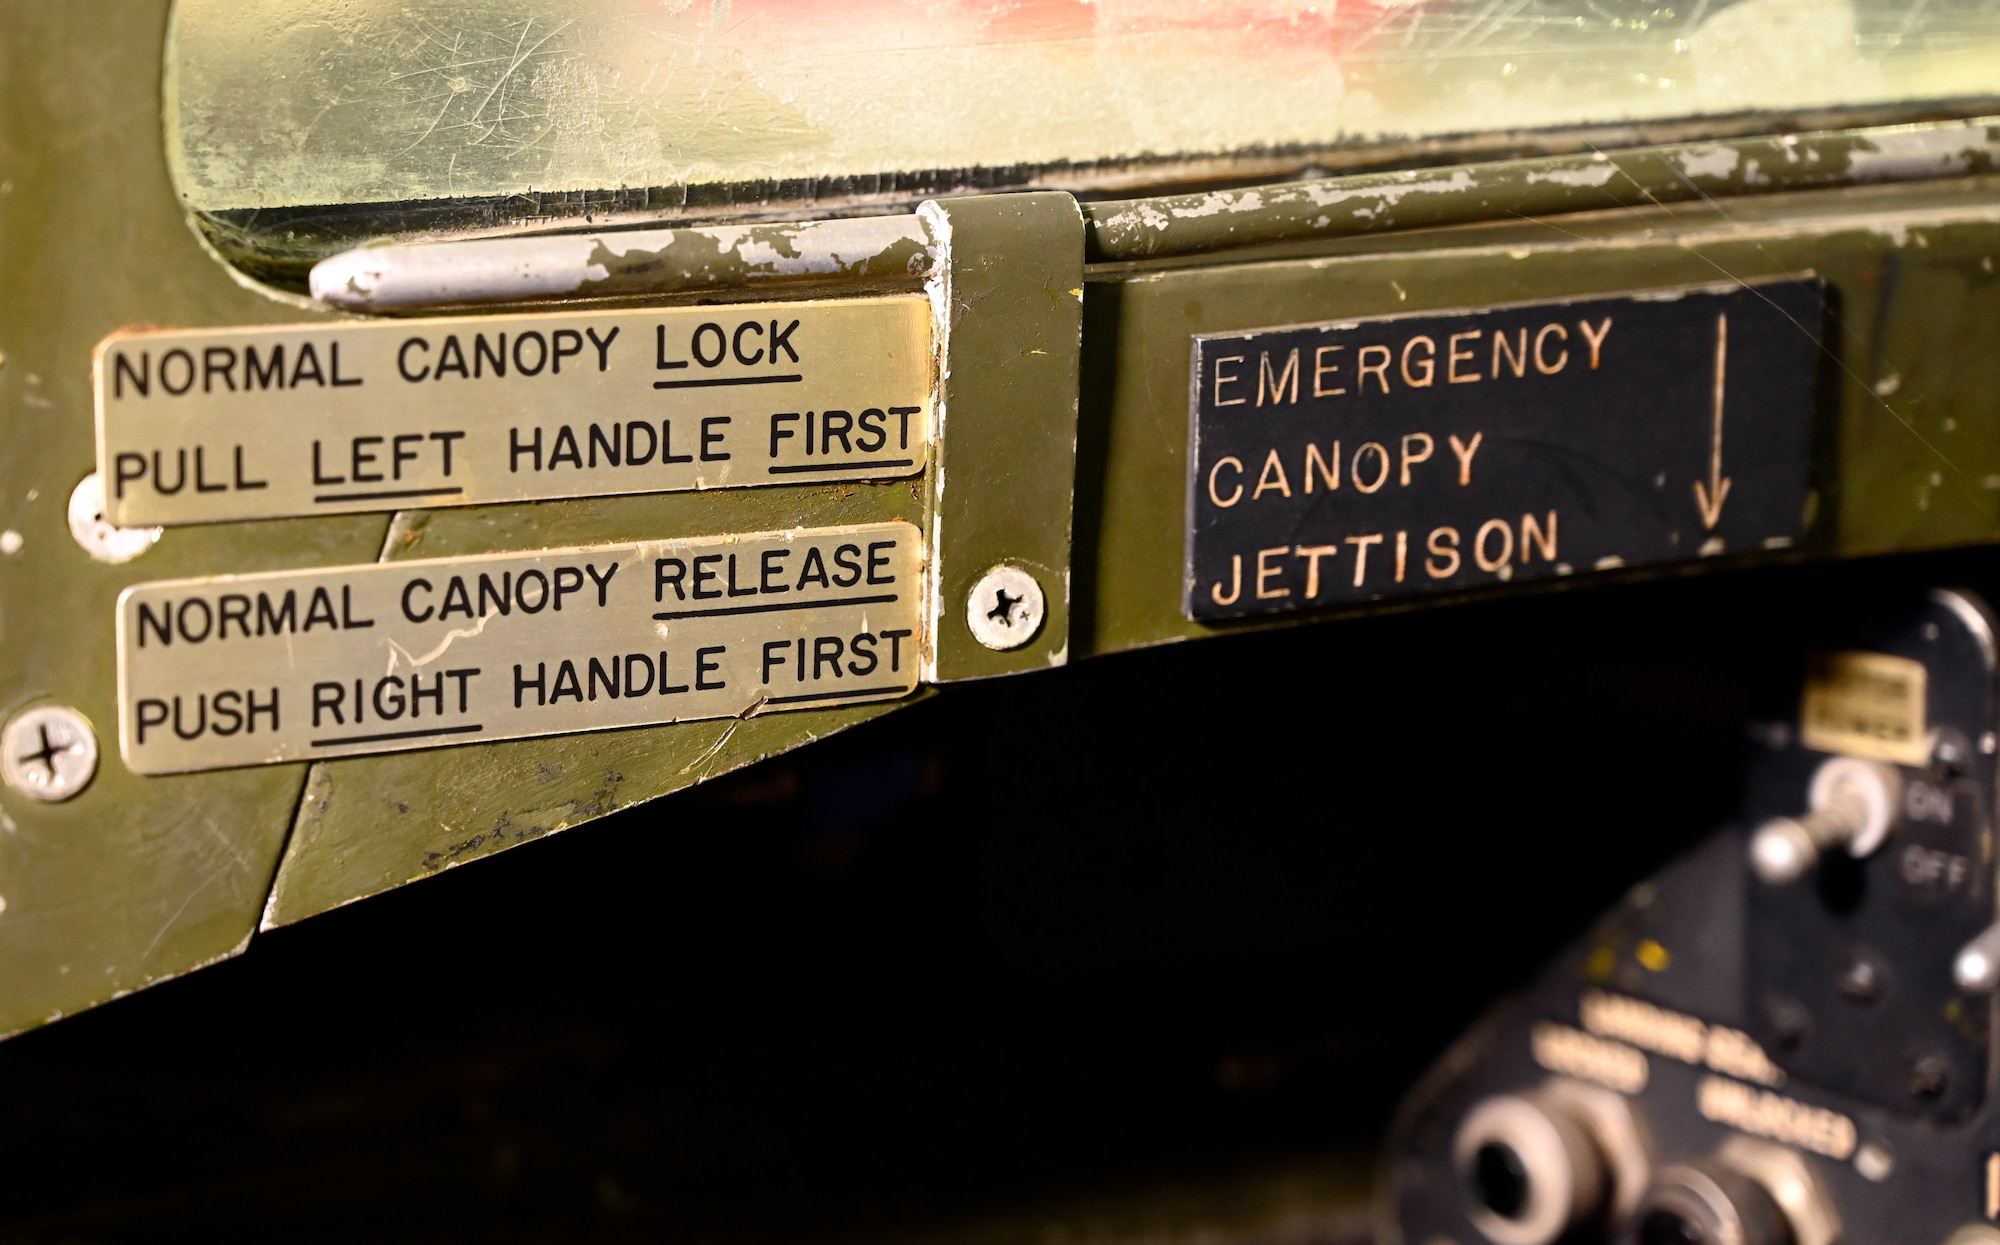 NORMAL CANOPY LOCK
PULL LEFT HANDLE FIRST
NORMAL CANOPY RELEASE
PUSH RIGHT HANDLE FIRST
EMERGENCY
CANOPY
JETTISON
ON
OFF
UNLOCKED